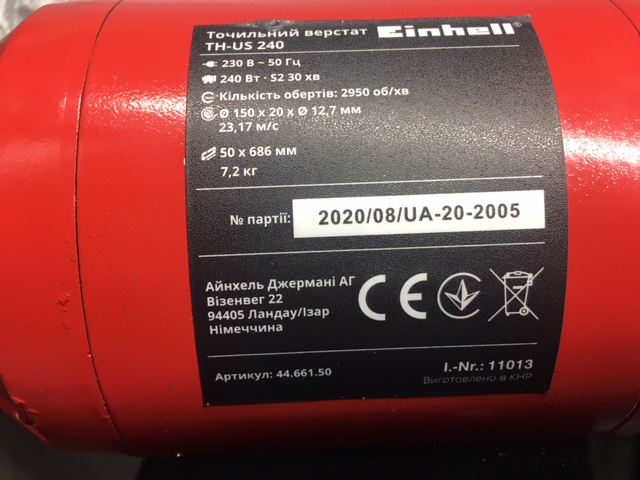 Точильний верстат Einhell
TH-US 240
230 В ~ 50 Гц
240 Вт · S2 30 хв
Кількість обертів: 2950 об/хв
Ø 150 x 20 x Ø 12,7 мм
23,17 м/с
50 x 686 мм
7,2 кг
№ партії: 2020/08/UA-20-2005
Айнхель Джермані АГ
Візенвег 22
94405 Ландау/Ізар
Німеччина
CE
Артикул: 44.661.50
I.-Nr.: 11013
Виготовлено в КНР